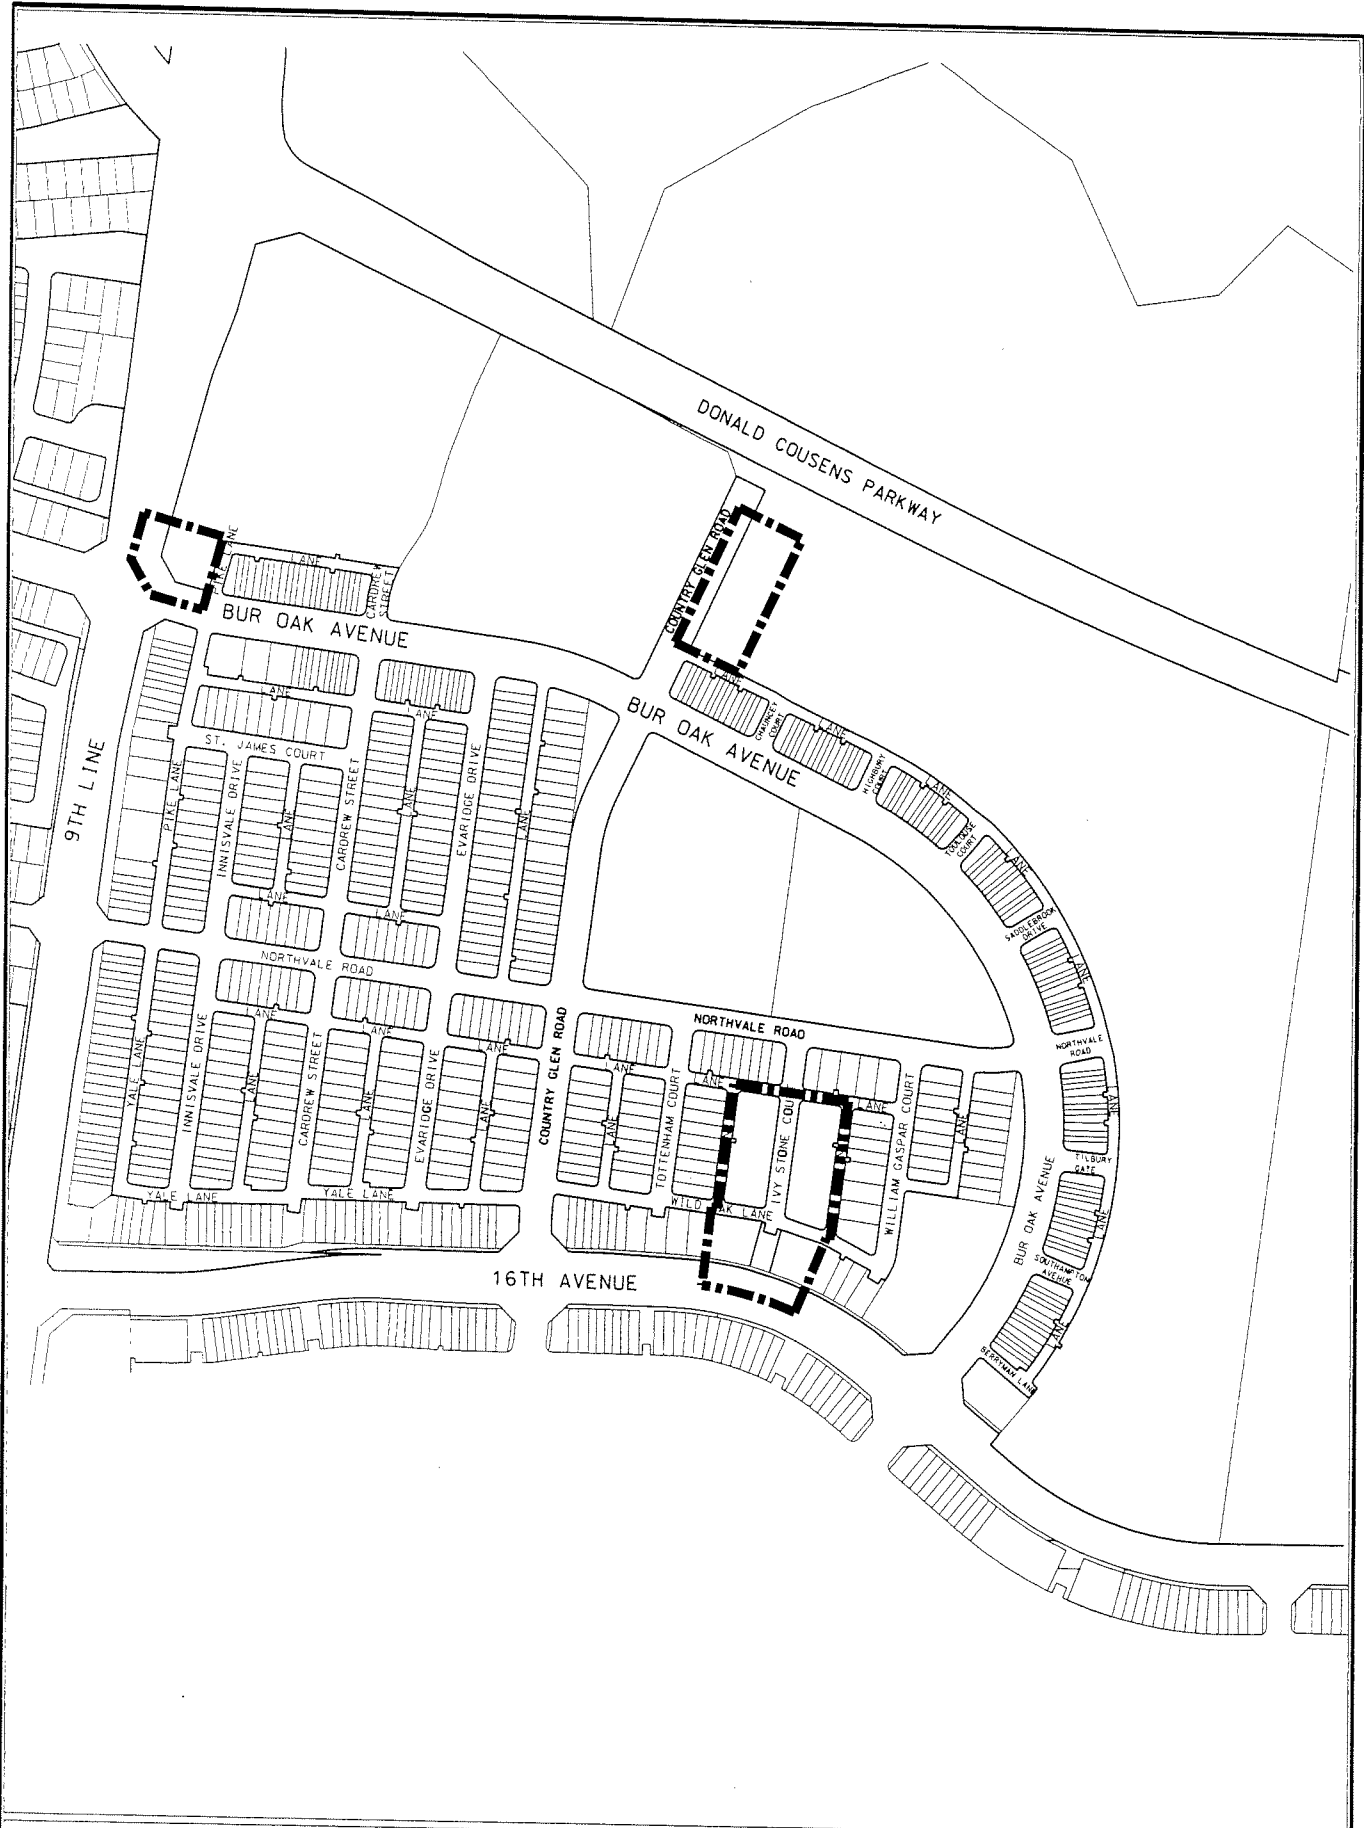 DONALD COUSENS PARKWAY
COUNTRY GLEN ROAD
PIKE LANE
LANE
CARDREW
STREET
BUR OAK AVENUE
LANE
LANE
LANE
BUR OAK AVENUE
CHAUNCEY
COURT
LANE
HIGHBURY
COURT
LANE
TOULOUSE
COURT
LANE
SADDLEBROOK
DRIVE
LANE
ST. JAMES COURT
9TH LINE
PIKE LANE
INNISVALE DRIVE
LANE
CARDREW STREET
LANE
EVARIDGE DRIVE
LANE
LANE
LANE
NORTHVALE ROAD
NORTHVALE ROAD
NORTHVALE
ROAD
LANE
LANE
LANE
LANE
LANE
LANE
YALE LANE
INNISVALE DRIVE
LANE
CARDREW STREET
LANE
EVARIDGE DRIVE
LANE
COUNTRY GLEN ROAD
LANE
TOTTENHAM COURT
IVY STONE COU
WILLIAM GASPAR COURT
LANE
LANE
TILBURY
GATE
BUR OAK AVENUE
LANE
SOUTHAMPTON
AVENUE
LANE
BERRYMAN LANE
YALE LANE
YALE LANE
WILD OAK LANE
16TH AVENUE